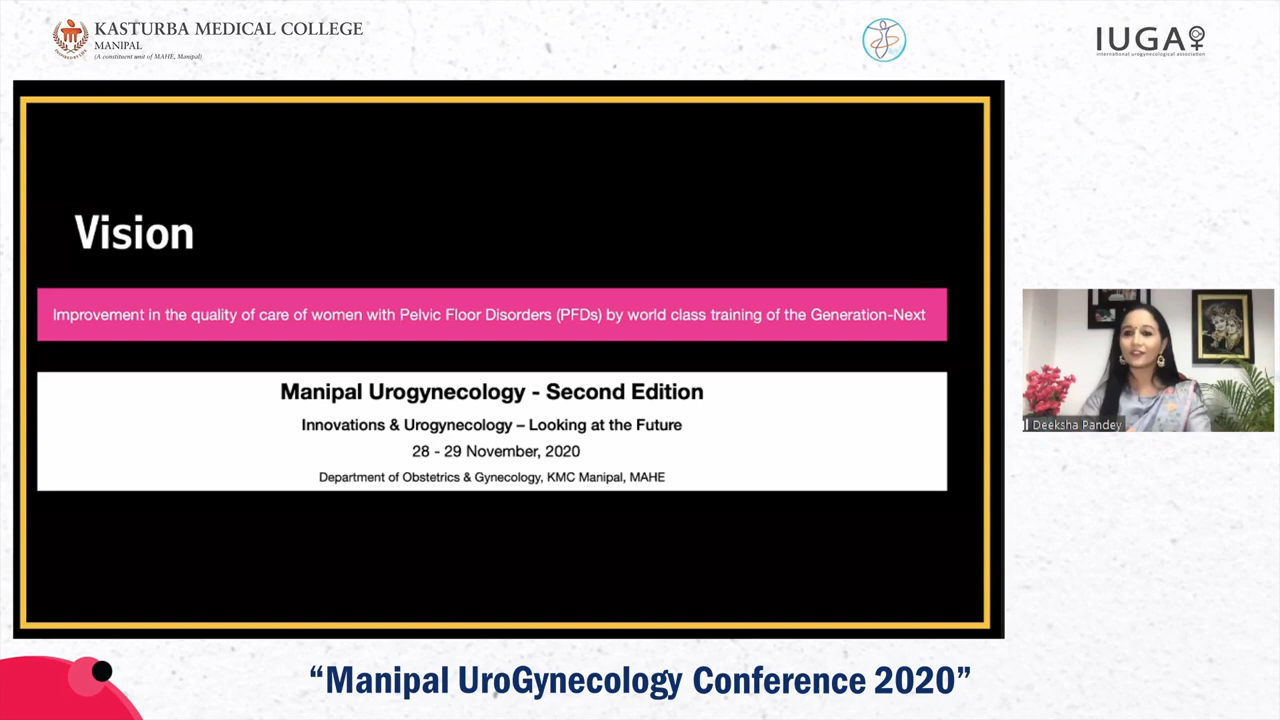 KASTURBA MEDICAL COLLEGE
MANIPAL
(A constituent unit of MAHE, Manipal)
IUGA
international urogynecological association
Vision
Improvement in the quality of care of women with Pelvic Floor Disorders (PFDs) by world class training of the Generation-Next
Manipal Urogynecology - Second Edition
Innovations & Urogynecology – Looking at the Future
28 - 29 November, 2020
Department of Obstetrics & Gynecology, KMC Manipal, MAHE
Deeksha Pandey
“Manipal UroGynecology Conference 2020”